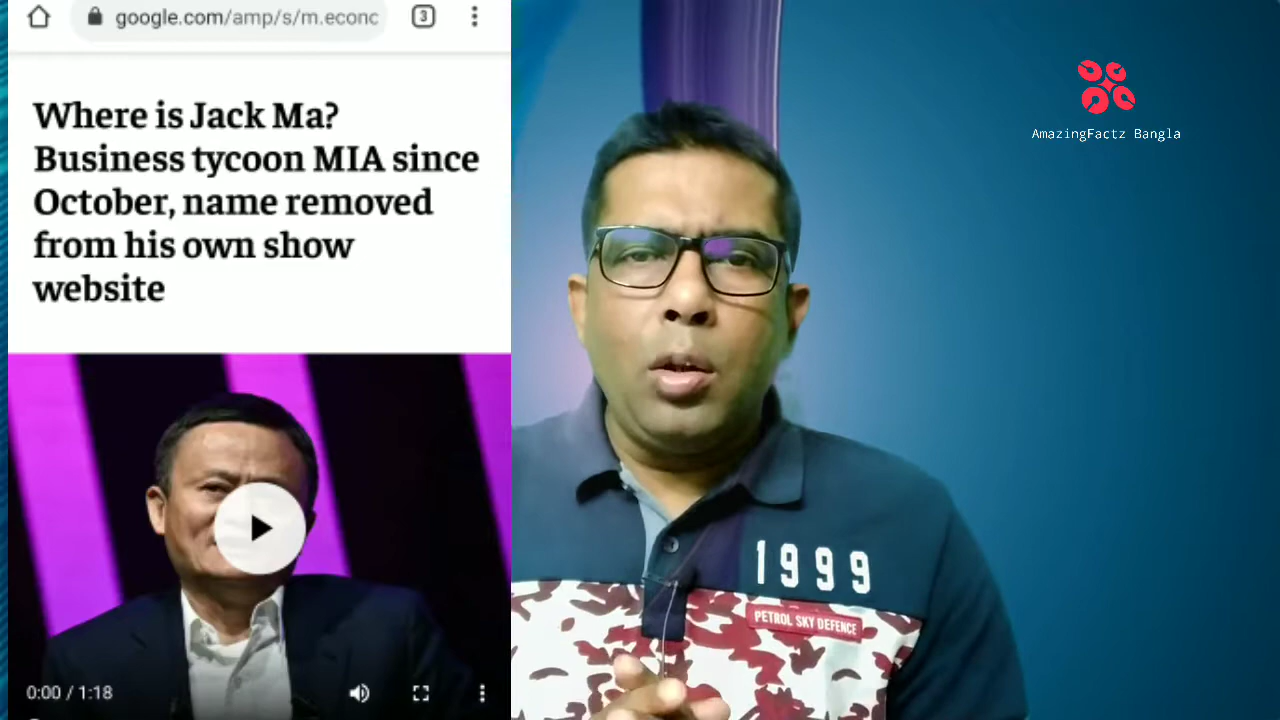 google.com/amp/s/m.econc
3
Where is Jack Ma?
Business tycoon MIA since
October, name removed
from his own show
website
0:00 / 1:18
AmazingFactz Bangla
1999
PETROL SKY DEFENCE